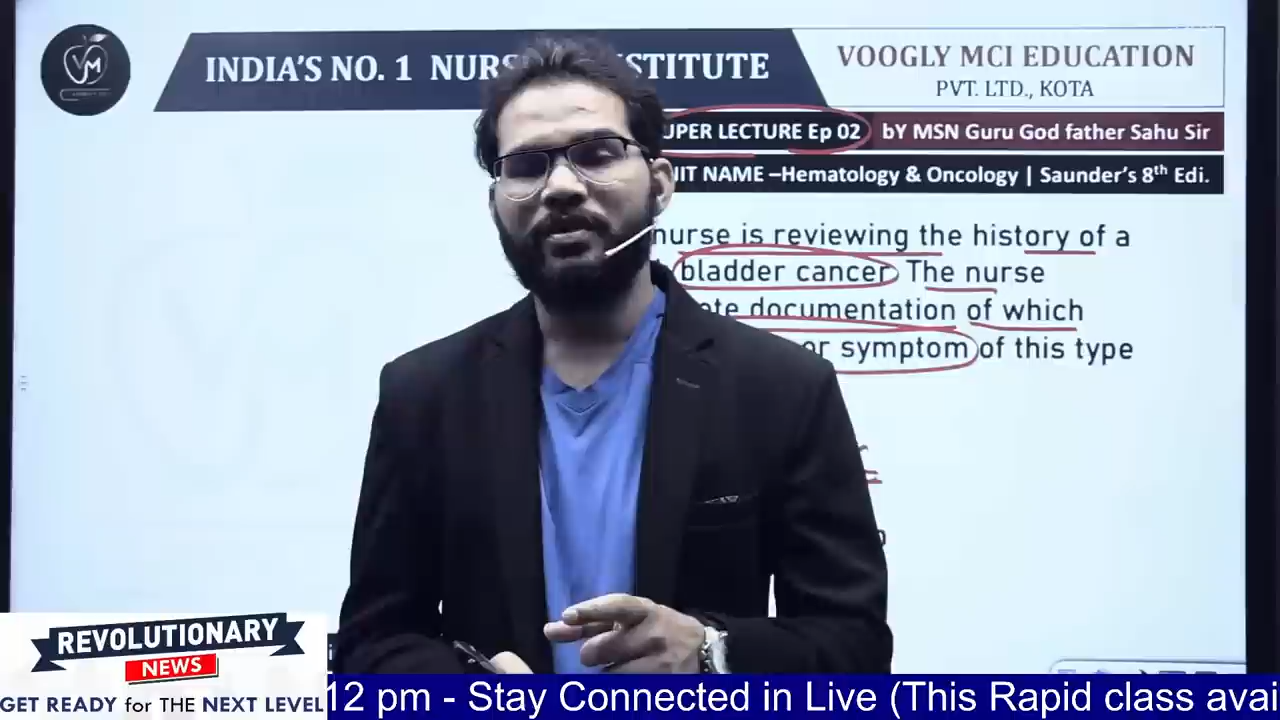 VM
INDIA'S NO. 1 NURS STITUTE
VOOGLY MCI EDUCATION
PVT. LTD., KOTA
UPER LECTURE Ep 02 bY MSN Guru God father Sahu Sir
NIT NAME –Hematology & Oncology | Saunder's 8th Edi.
nurse is reviewing the history of a
bladder cancer The nurse
documentation of which
or symptom of this type
REVOLUTIONARY
NEWS
GET READY for THE NEXT LEVEL
12 pm - Stay Connected in Live (This Rapid class avai